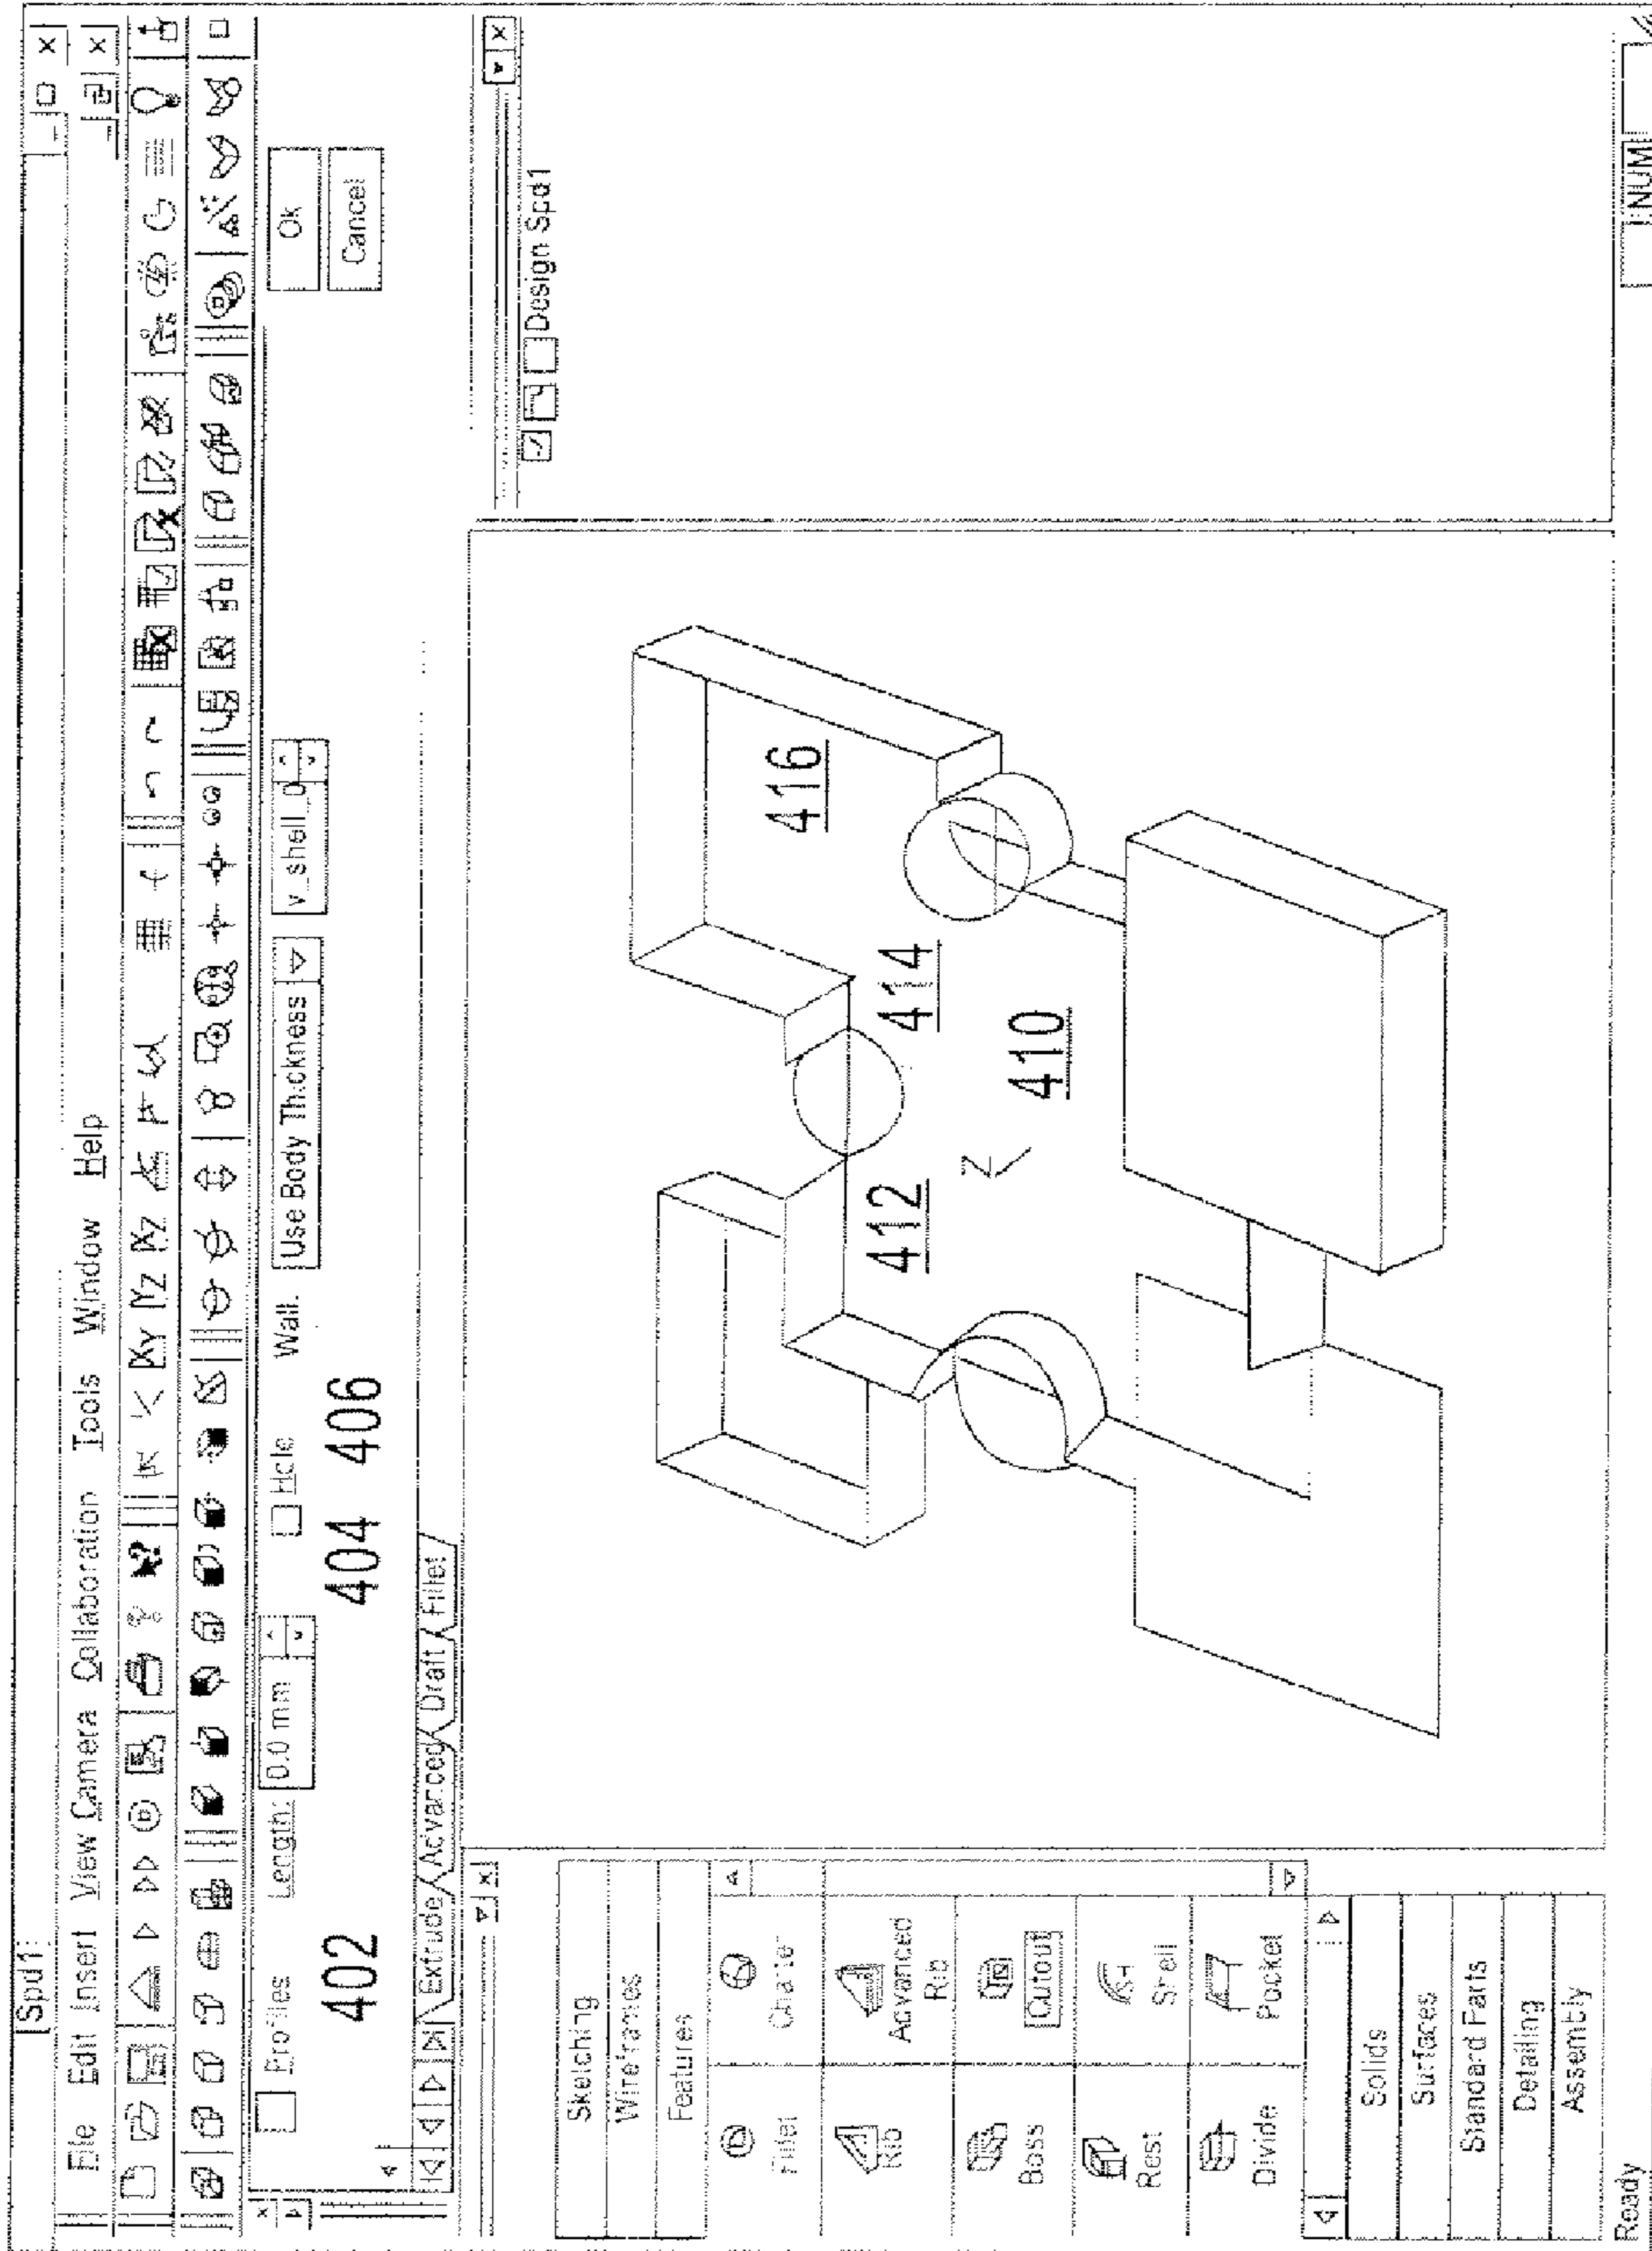 Spd1:
File Edit Insert View Camera Collaboration Tools Window Help
XY YZ XZ
Profiles Length: 0.0 mm Hole Wall: Use Body Thickness v_shell_0 Ok
Cancel
402 404 406
Extrude Advanced Draft Fillet
Sketching
Wireframes
Features
Fillet
Rib Advanced Rib
Boss Cutout
Rest Shell
Divide Pocket
Solids
Surfaces
Standard Parts
Detailing
Assembly
Design Spd1
416
414
412
410
Z
Ready NUM